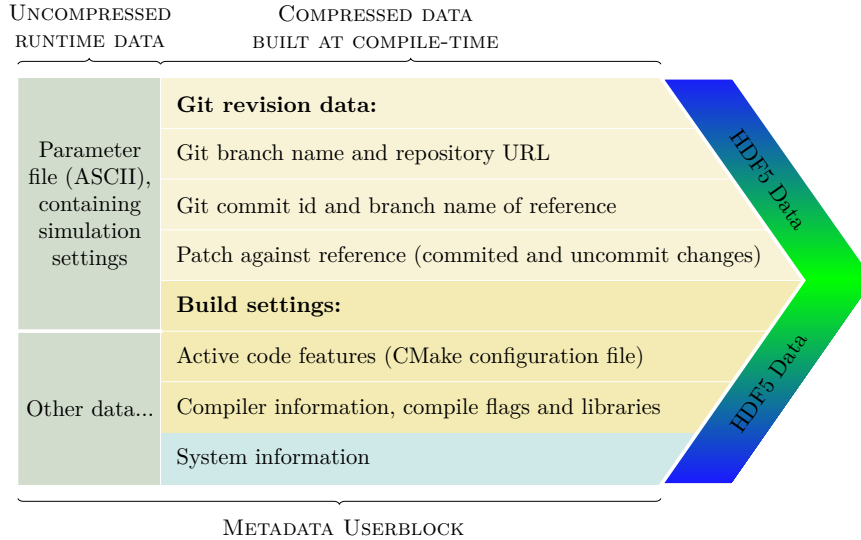 UNCOMPRESSED
RUNTIME DATA
COMPRESSED DATA
BUILT AT COMPILE-TIME
Parameter
file (ASCII),
containing
simulation
settings
Other data...
Git revision data:
Git branch name and repository URL
Git commit id and branch name of reference
Patch against reference (commited and uncommit changes)
Build settings:
Active code features (CMake configuration file)
Compiler information, compile flags and libraries
System information
HDF5 Data
HDF5 Data
METADATA USERBLOCK